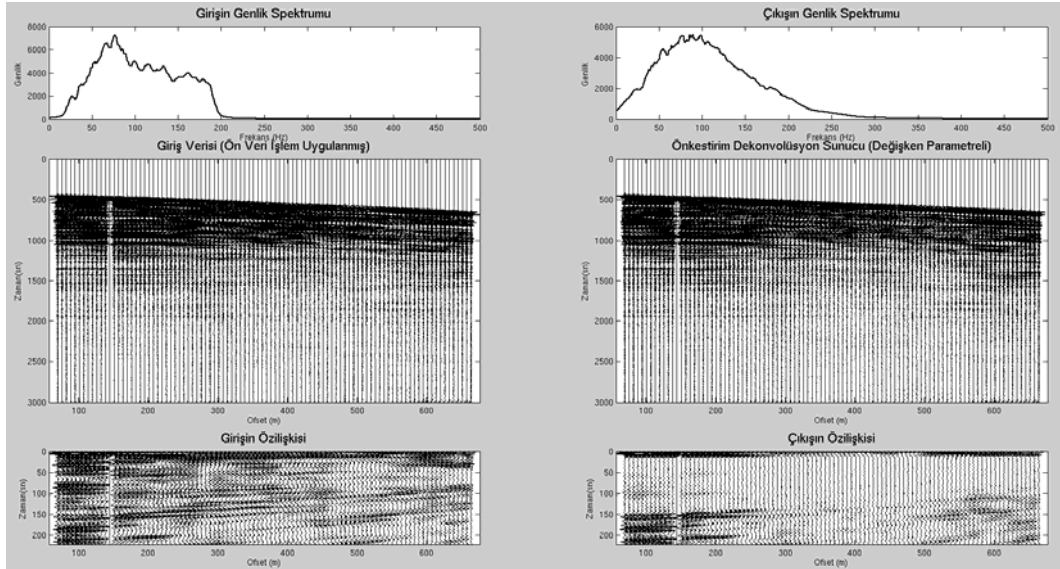 Girişin Genlik Spektrumu
8000
6000
4000
2000
0
Genlik
0 50 100 150 200 250 300 350 400 450 500
Frekans (Hz)
Giriş Verisi (Ön Veri İşlem Uygulanmış)
0
500
1000
1500
2000
2500
3000
Zaman(sn)
100 200 300 400 500 600
Ofset (m)
Girişin Özilişkisi
0
50
100
150
200
Zaman(sn)
100 200 300 400 500 600
Ofset (m)
Çıkışın Genlik Spektrumu
6000
4000
2000
0
Genlik
0 50 100 150 200 250 300 350 400 450 500
Frekans (Hz)
Önkestirim Dekonvolüsyon Sunucu (Değişken Parametreli)
0
500
1000
1500
2000
2500
3000
Zaman(sn)
100 200 300 400 500 600
Ofset (m)
Çıkışın Özilişkisi
0
50
100
150
200
Zaman(sn)
100 200 300 400 500 600
Ofset (m)